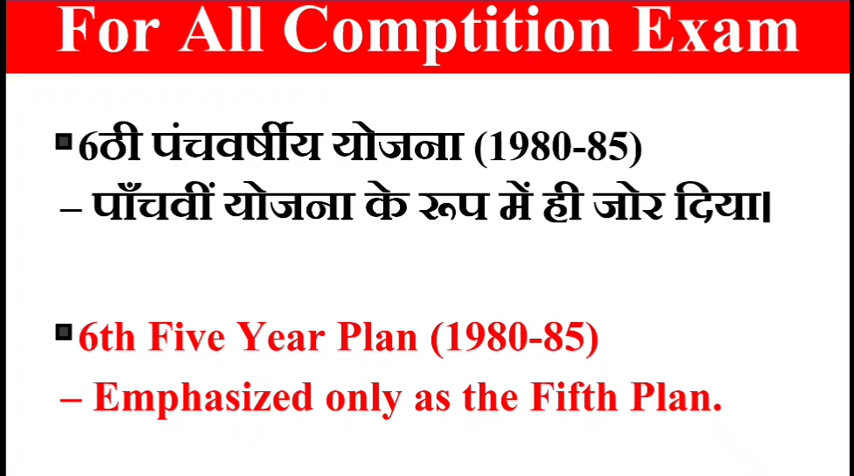 For All Comptition Exam
6ठी पंचवर्षीय योजना (1980-85)
– पाँचवीं योजना के रूप में ही जोर दिया।
6th Five Year Plan (1980-85)
– Emphasized only as the Fifth Plan.